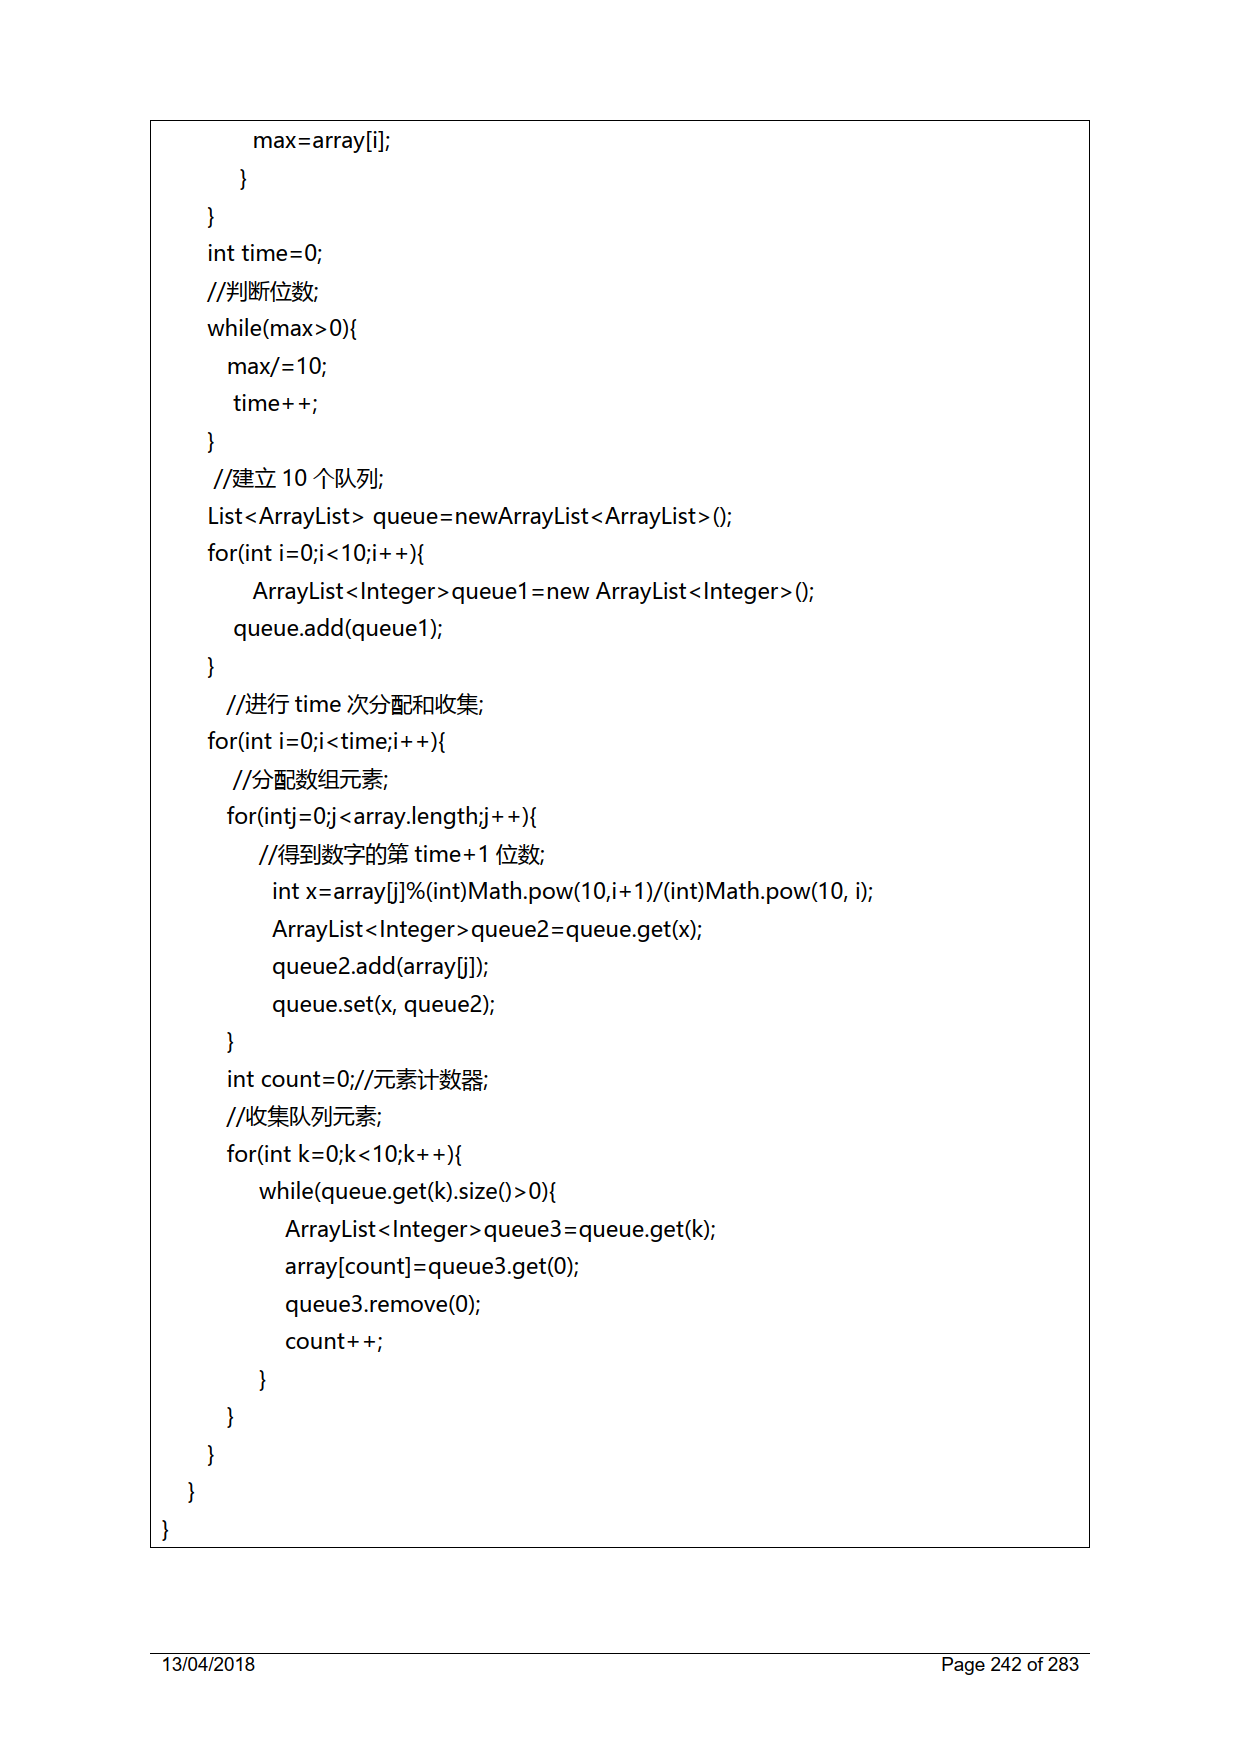 max=array[i];
}
}
int time=0;
//判断位数;
while(max>0){
max/=10;
time++;
}
//建立 10 个队列;
List<ArrayList> queue=newArrayList<ArrayList>();
for(int i=0;i<10;i++){
ArrayList<Integer>queue1=new ArrayList<Integer>();
queue.add(queue1);
}
//进行 time 次分配和收集;
for(int i=0;i<time;i++){
//分配数组元素;
for(intj=0;j<array.length;j++){
//得到数字的第 time+1 位数;
int x=array[j]%(int)Math.pow(10,i+1)/(int)Math.pow(10, i);
ArrayList<Integer>queue2=queue.get(x);
queue2.add(array[j]);
queue.set(x, queue2);
}
int count=0;//元素计数器;
//收集队列元素;
for(int k=0;k<10;k++){
while(queue.get(k).size()>0){
ArrayList<Integer>queue3=queue.get(k);
array[count]=queue3.get(0);
queue3.remove(0);
count++;
}
}
}
}
}
13/04/2018 Page 242 of 283